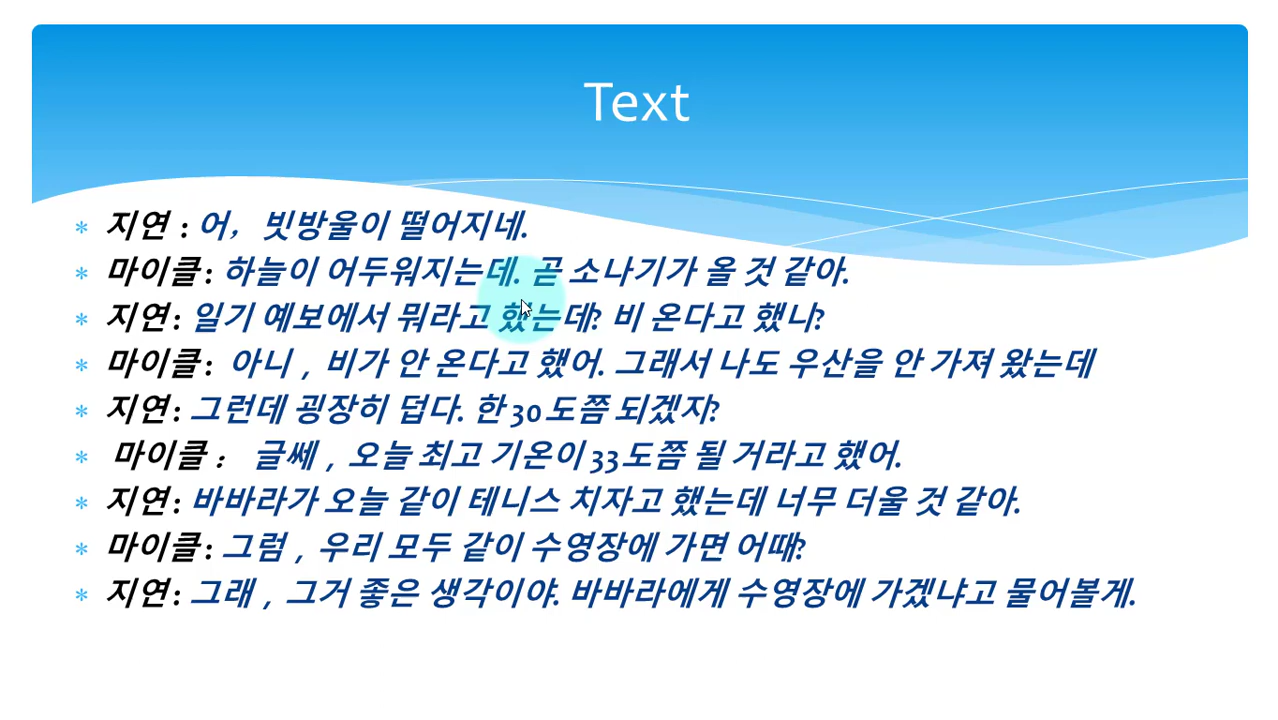 Text
* 지연 : 어, 빗방울이 떨어지네.
* 마이클 : 하늘이 어두워지는데. 곧 소나기가 올 것 같아.
* 지연 : 일기 예보에서 뭐라고 했는데? 비 온다고 했나?
* 마이클 : 아니 , 비가 안 온다고 했어. 그래서 나도 우산을 안 가져 왔는데
* 지연 : 그런데 굉장히 덥다. 한 30도쯤 되겠지?
* 마이클 : 글쎄 , 오늘 최고 기온이 33도쯤 될 거라고 했어.
* 지연 : 바바라가 오늘 같이 테니스 치자고 했는데 너무 더울 것 같아.
* 마이클 : 그럼 , 우리 모두 같이 수영장에 가면 어때?
* 지연 : 그래 , 그거 좋은 생각이야. 바바라에게 수영장에 가겠냐고 물어볼게.